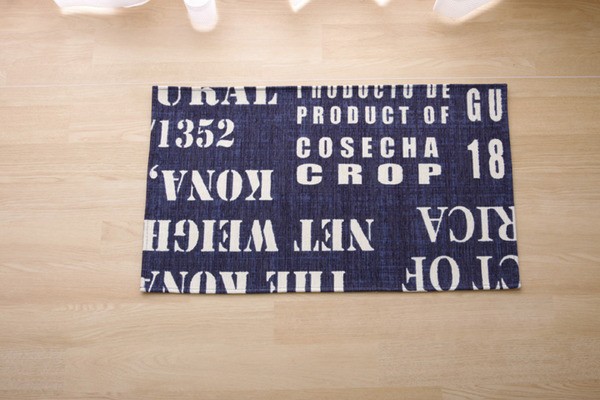 URAL
/1352
PRODUCTO DE
PRODUCT OF
COSECHA
CROP
GU
18
KONA,
NET WEIGH
THE KONA
RICA
CT OF